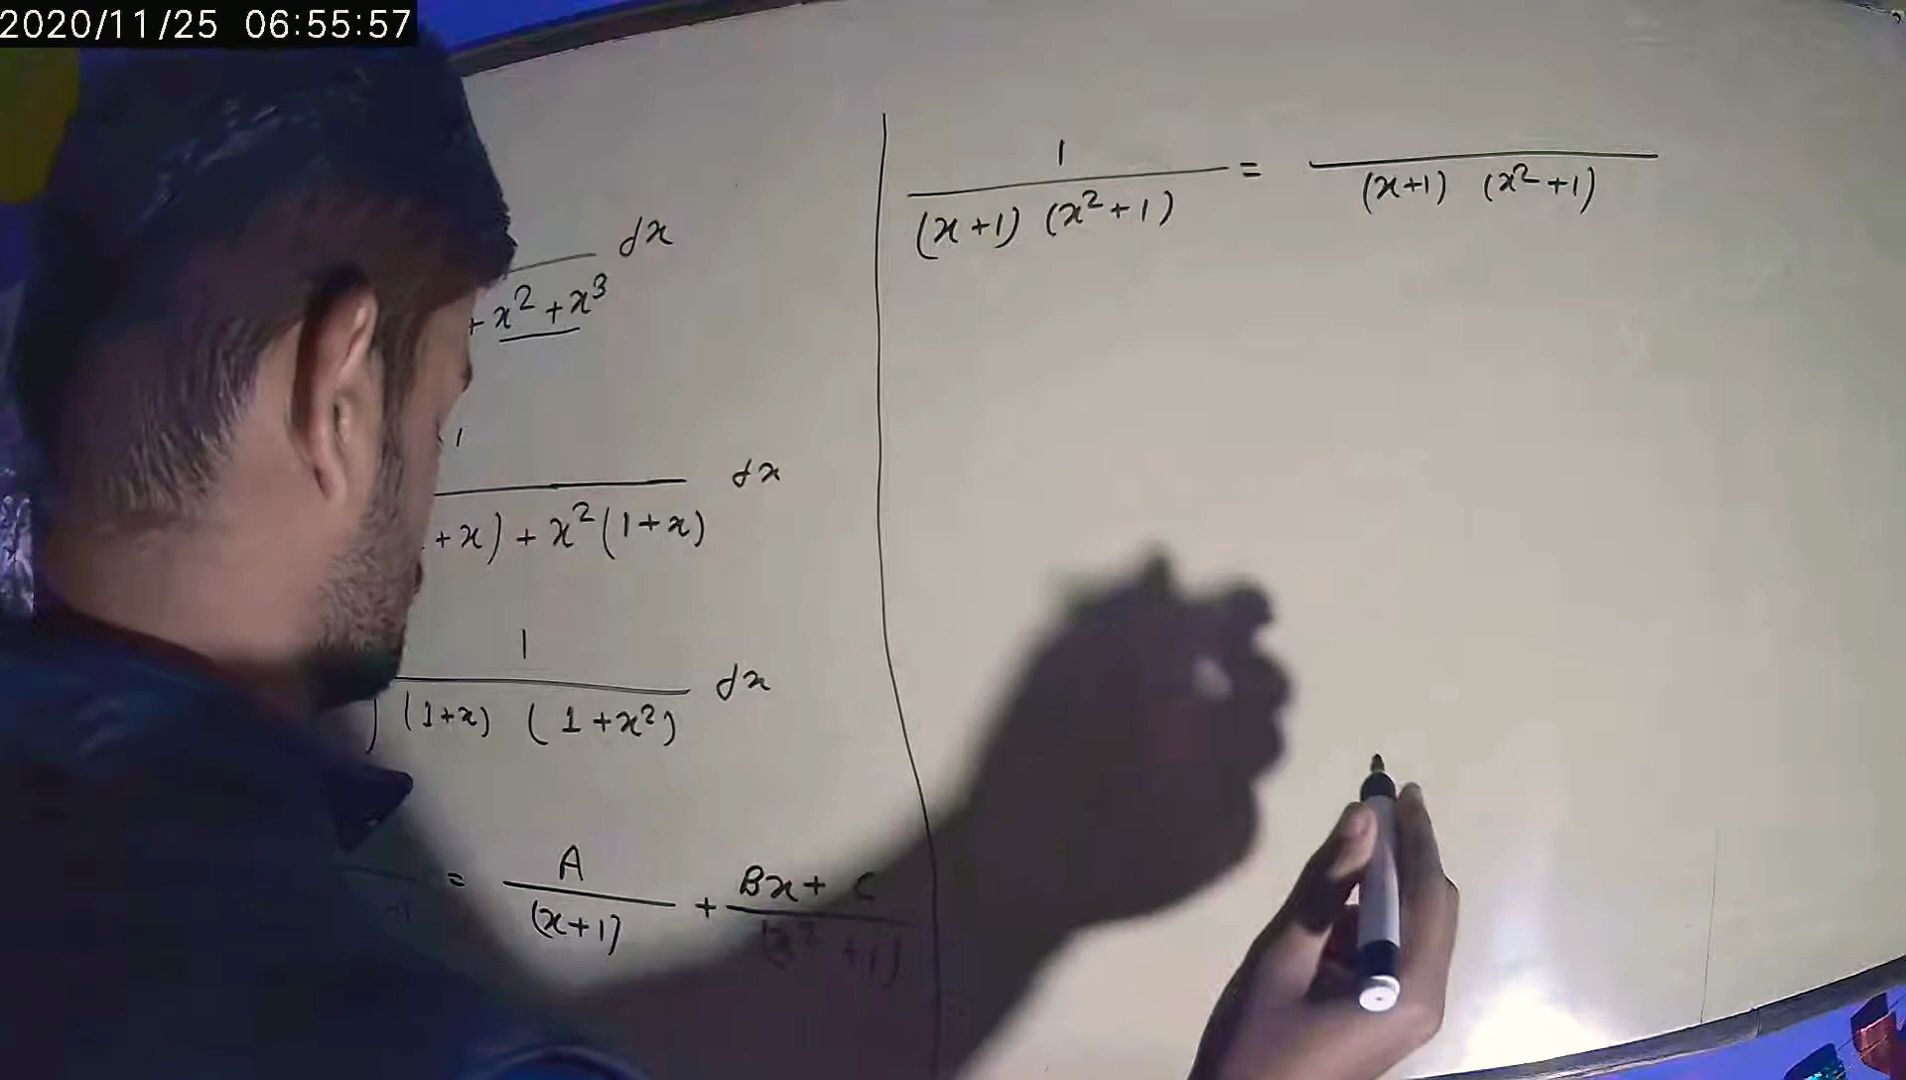 2020/11/25 06:55:57
dx
+ x² + x³
1
dx
+x) + x²(1+x)
1
dx
(1+x) (1+x²)
= A + Bx + C
(x+1) (x² +1)
1 =
(x+1) (x²+1) (x+1) (x²+1)